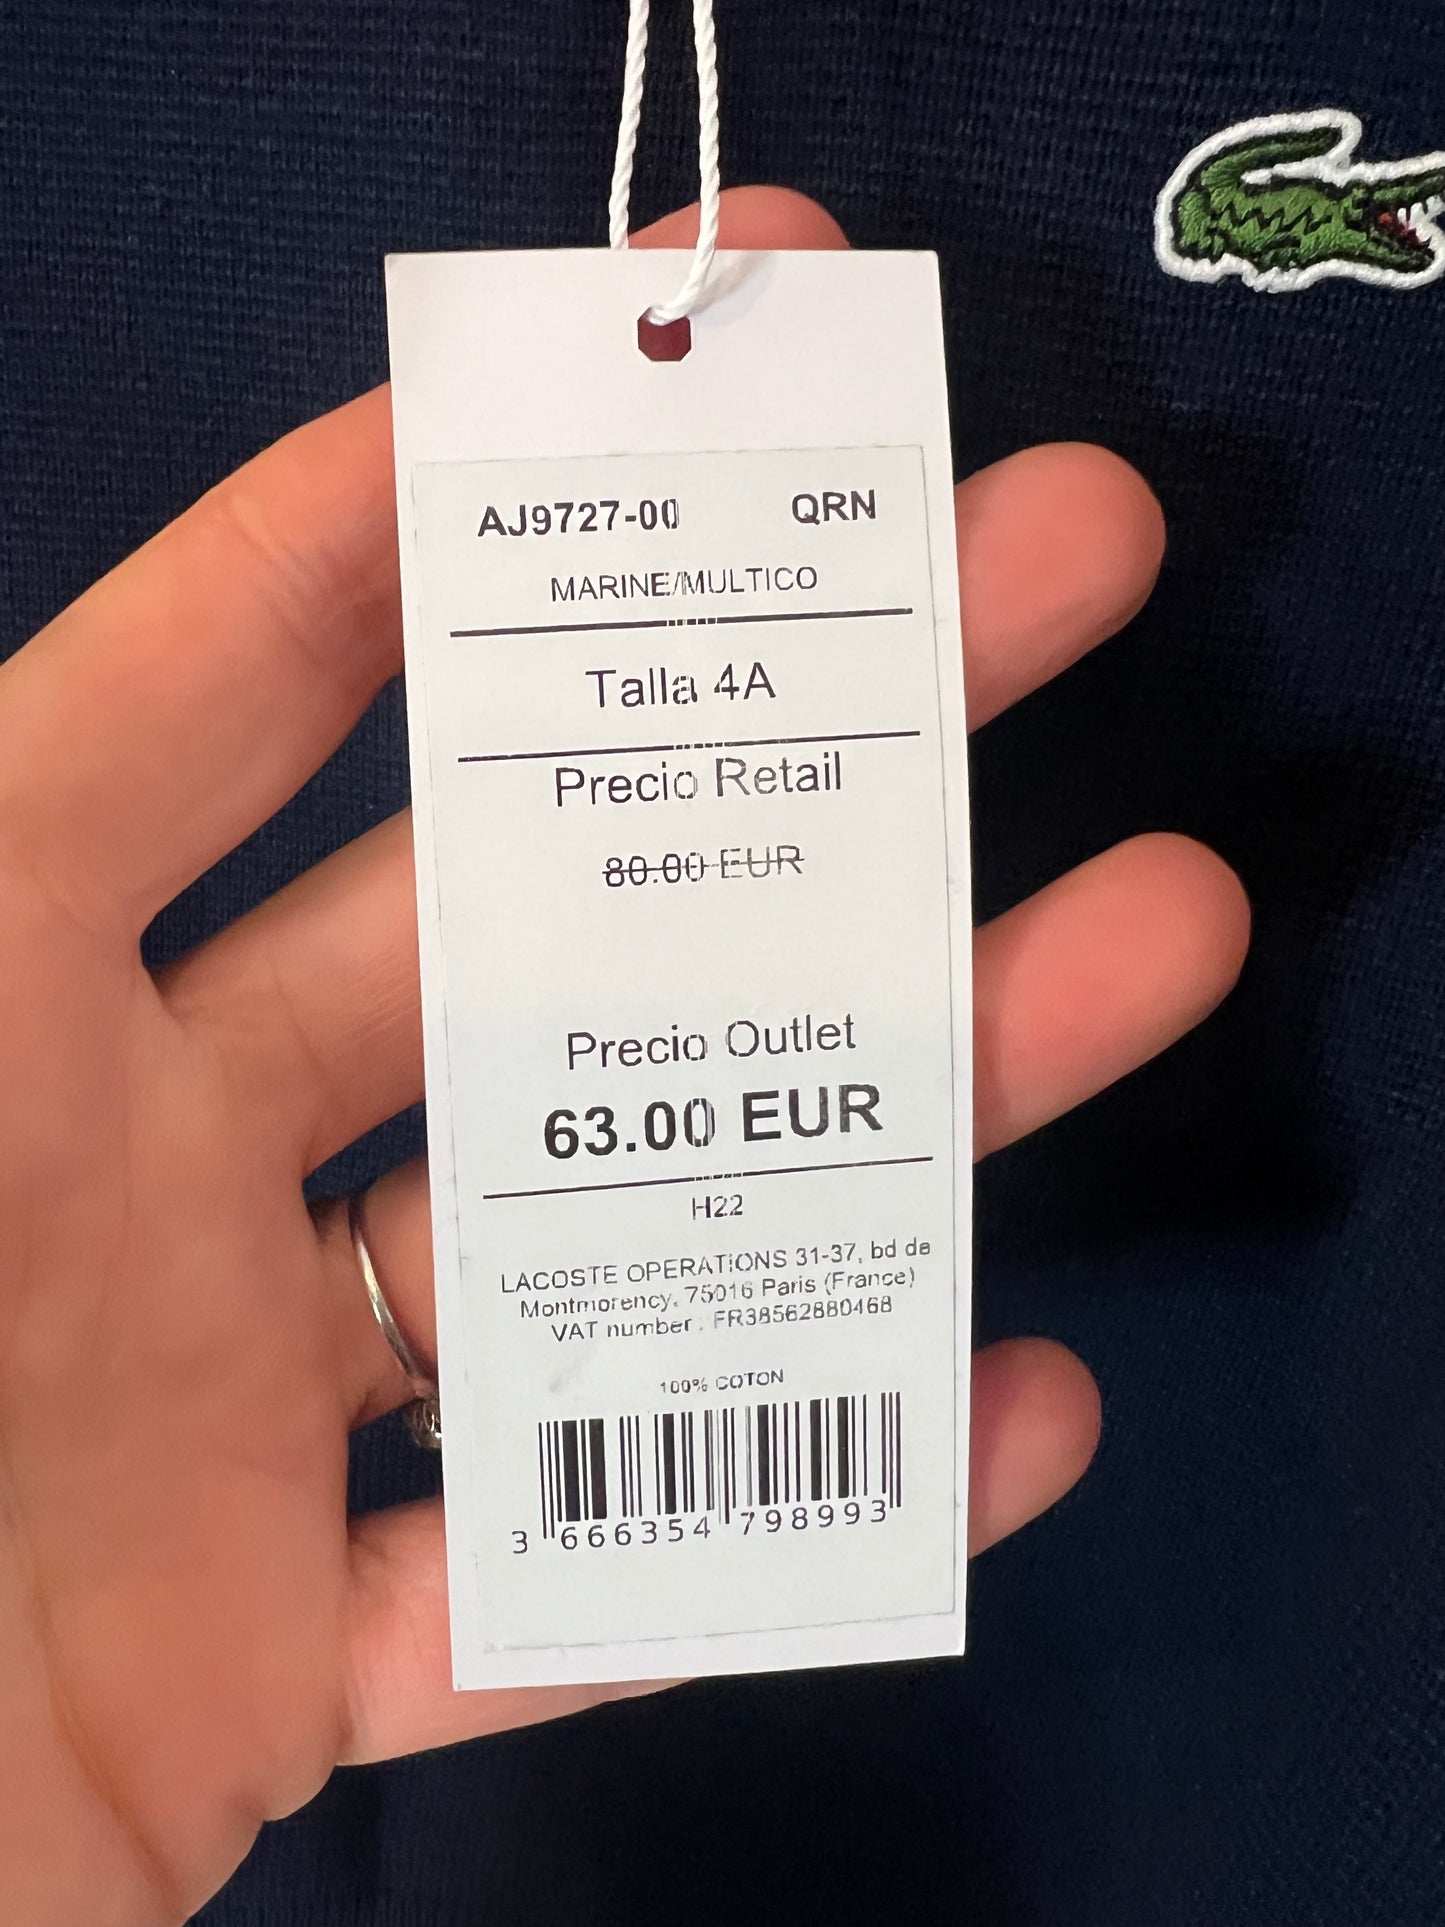 AJ9727-00 QRN
MARINE/MULTICO
Talla 4A
Precio Retail
80.00 EUR
Precio Outlet
63.00 EUR
H22
LACOSTE OPERATIONS 31-37, bd de
Montmorency, 75016 Paris (France)
VAT number : FR38562880468
100% COTON
3 666354 798993